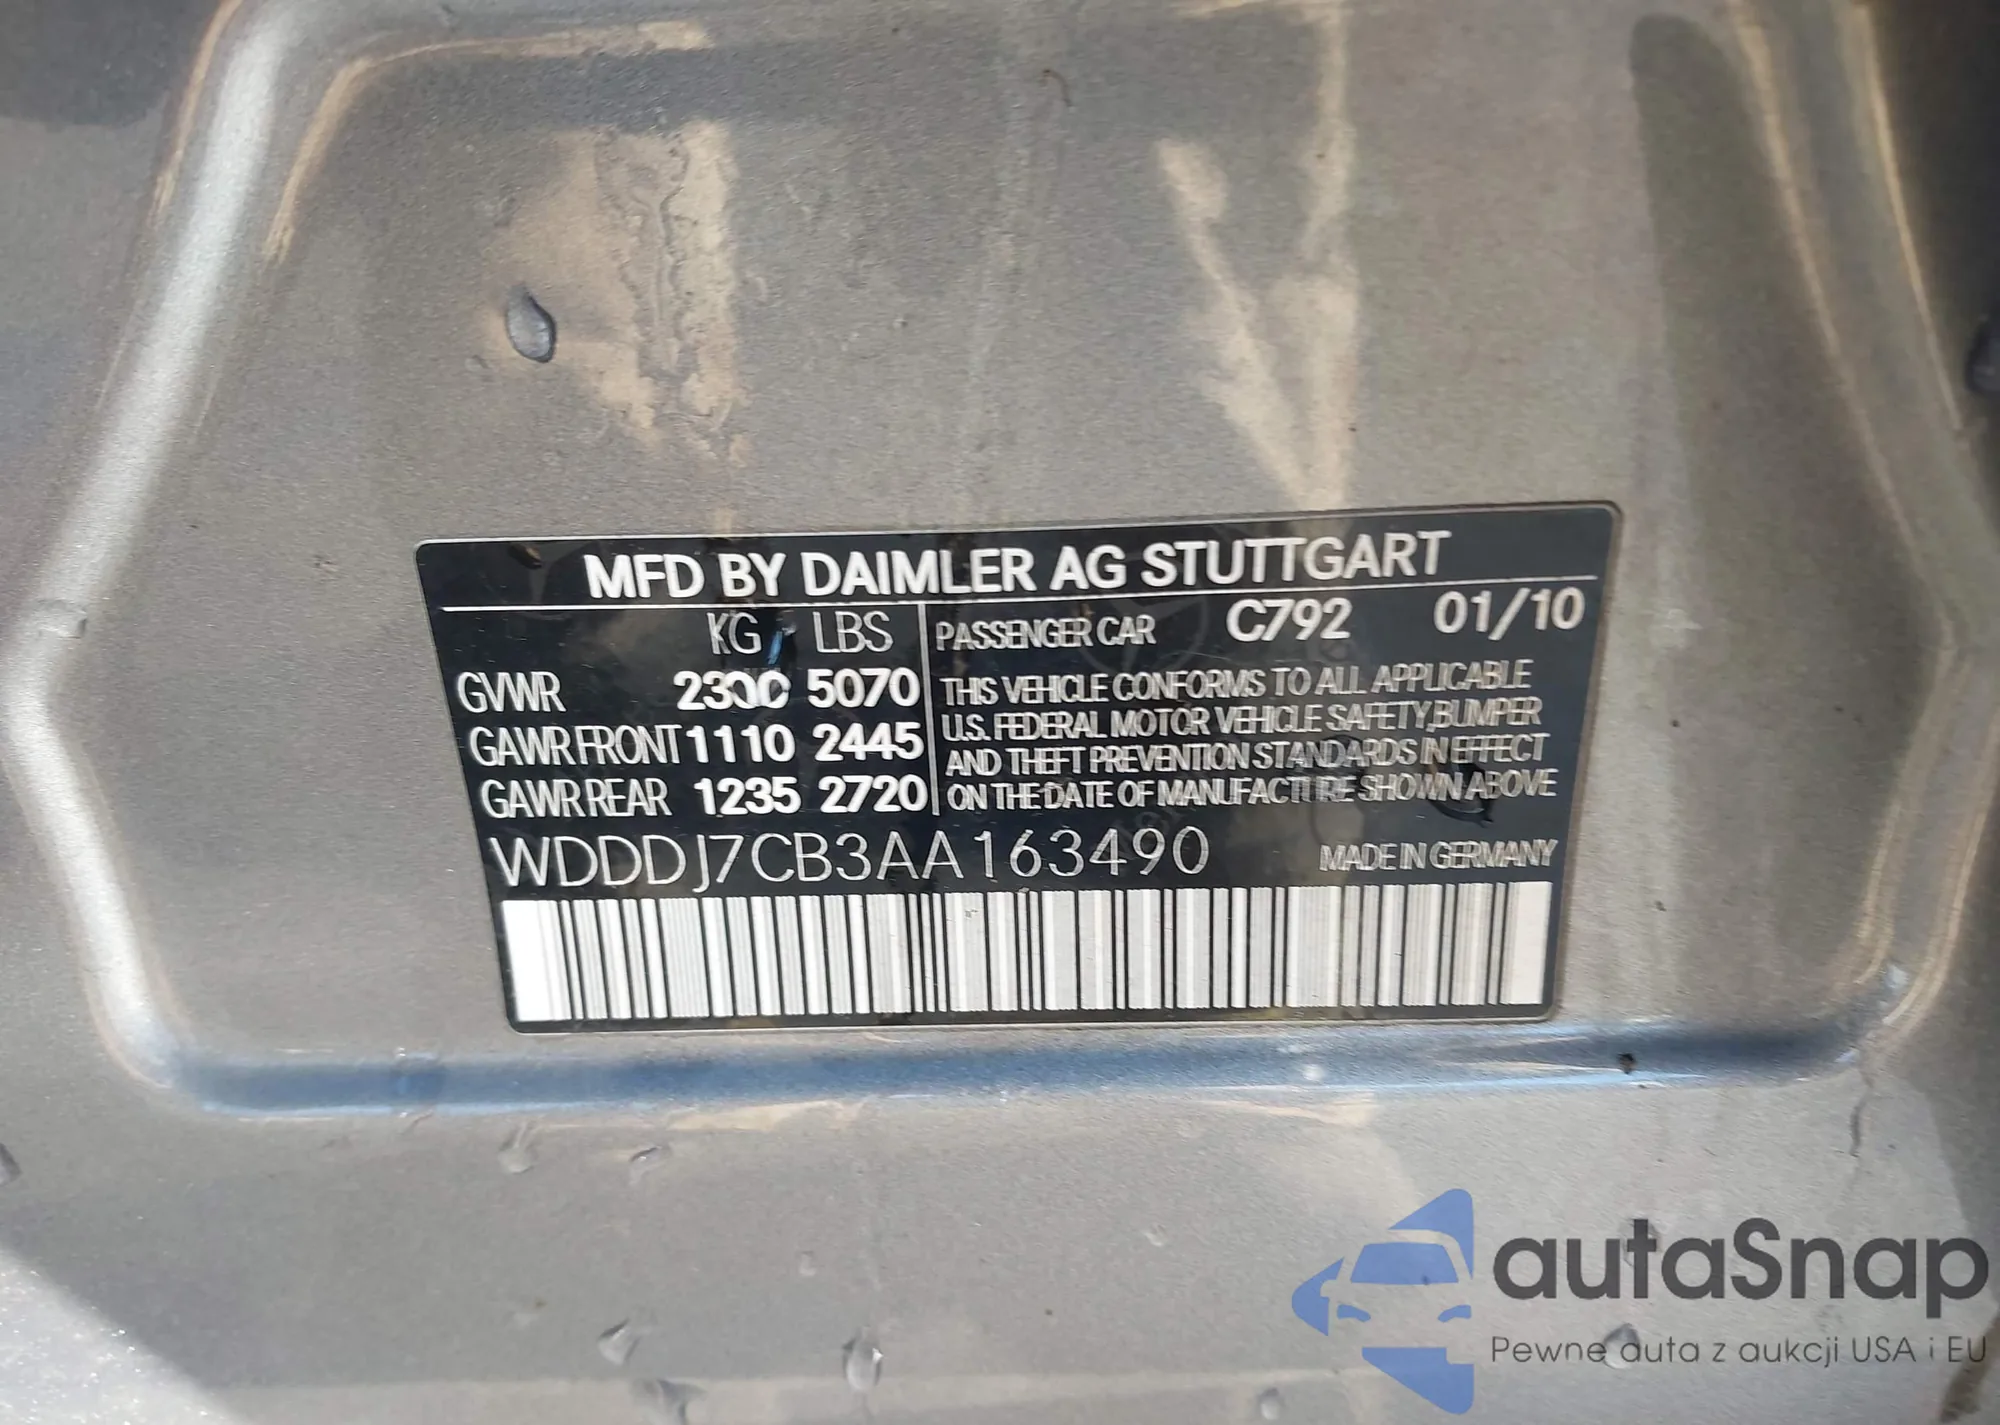 MFD BY DAIMLER AG STUTTGART
KG LBS
GVWR 2300 5070
GAWR FRONT 1110 2445
GAWR REAR 1235 2720
PASSENGER CAR C792 01/10
THIS VEHICLE CONFORMS TO ALL APPLICABLE
U.S. FEDERAL MOTOR VEHICLE SAFETY, BUMPER
AND THEFT PREVENTION STANDARDS IN EFFECT
ON THE DATE OF MANUFACTURE SHOWN ABOVE
WDDDJ7CB3AA163490
MADE IN GERMANY
autaSnap
Pewne auta z aukcji USA i EU